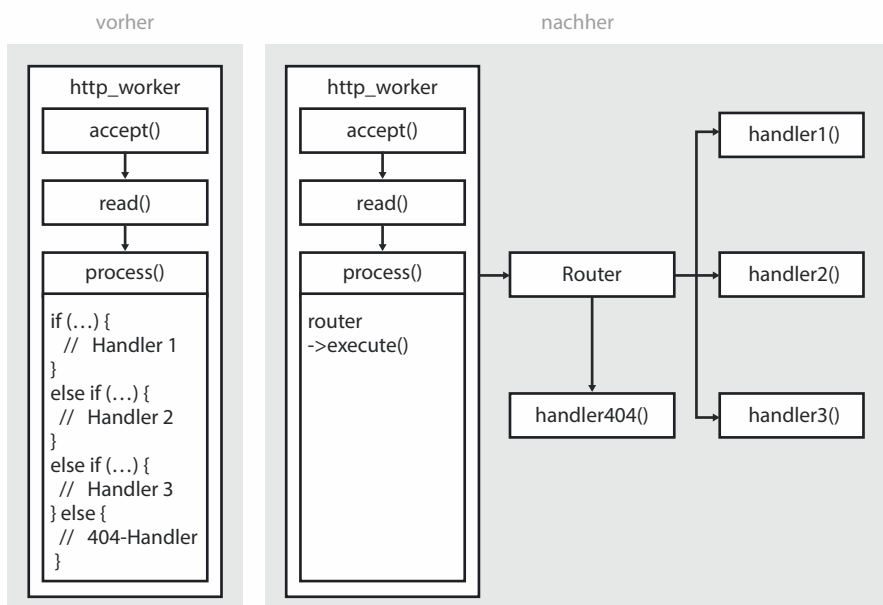 vorher
http_worker
accept()
read()
process()
if (…) {
// Handler 1
}
else if (…) {
// Handler 2
}
else if (…) {
// Handler 3
} else {
// 404-Handler
}
nachher
http_worker
accept()
read()
process()
router
->execute()
Router
handler404()
handler1()
handler2()
handler3()